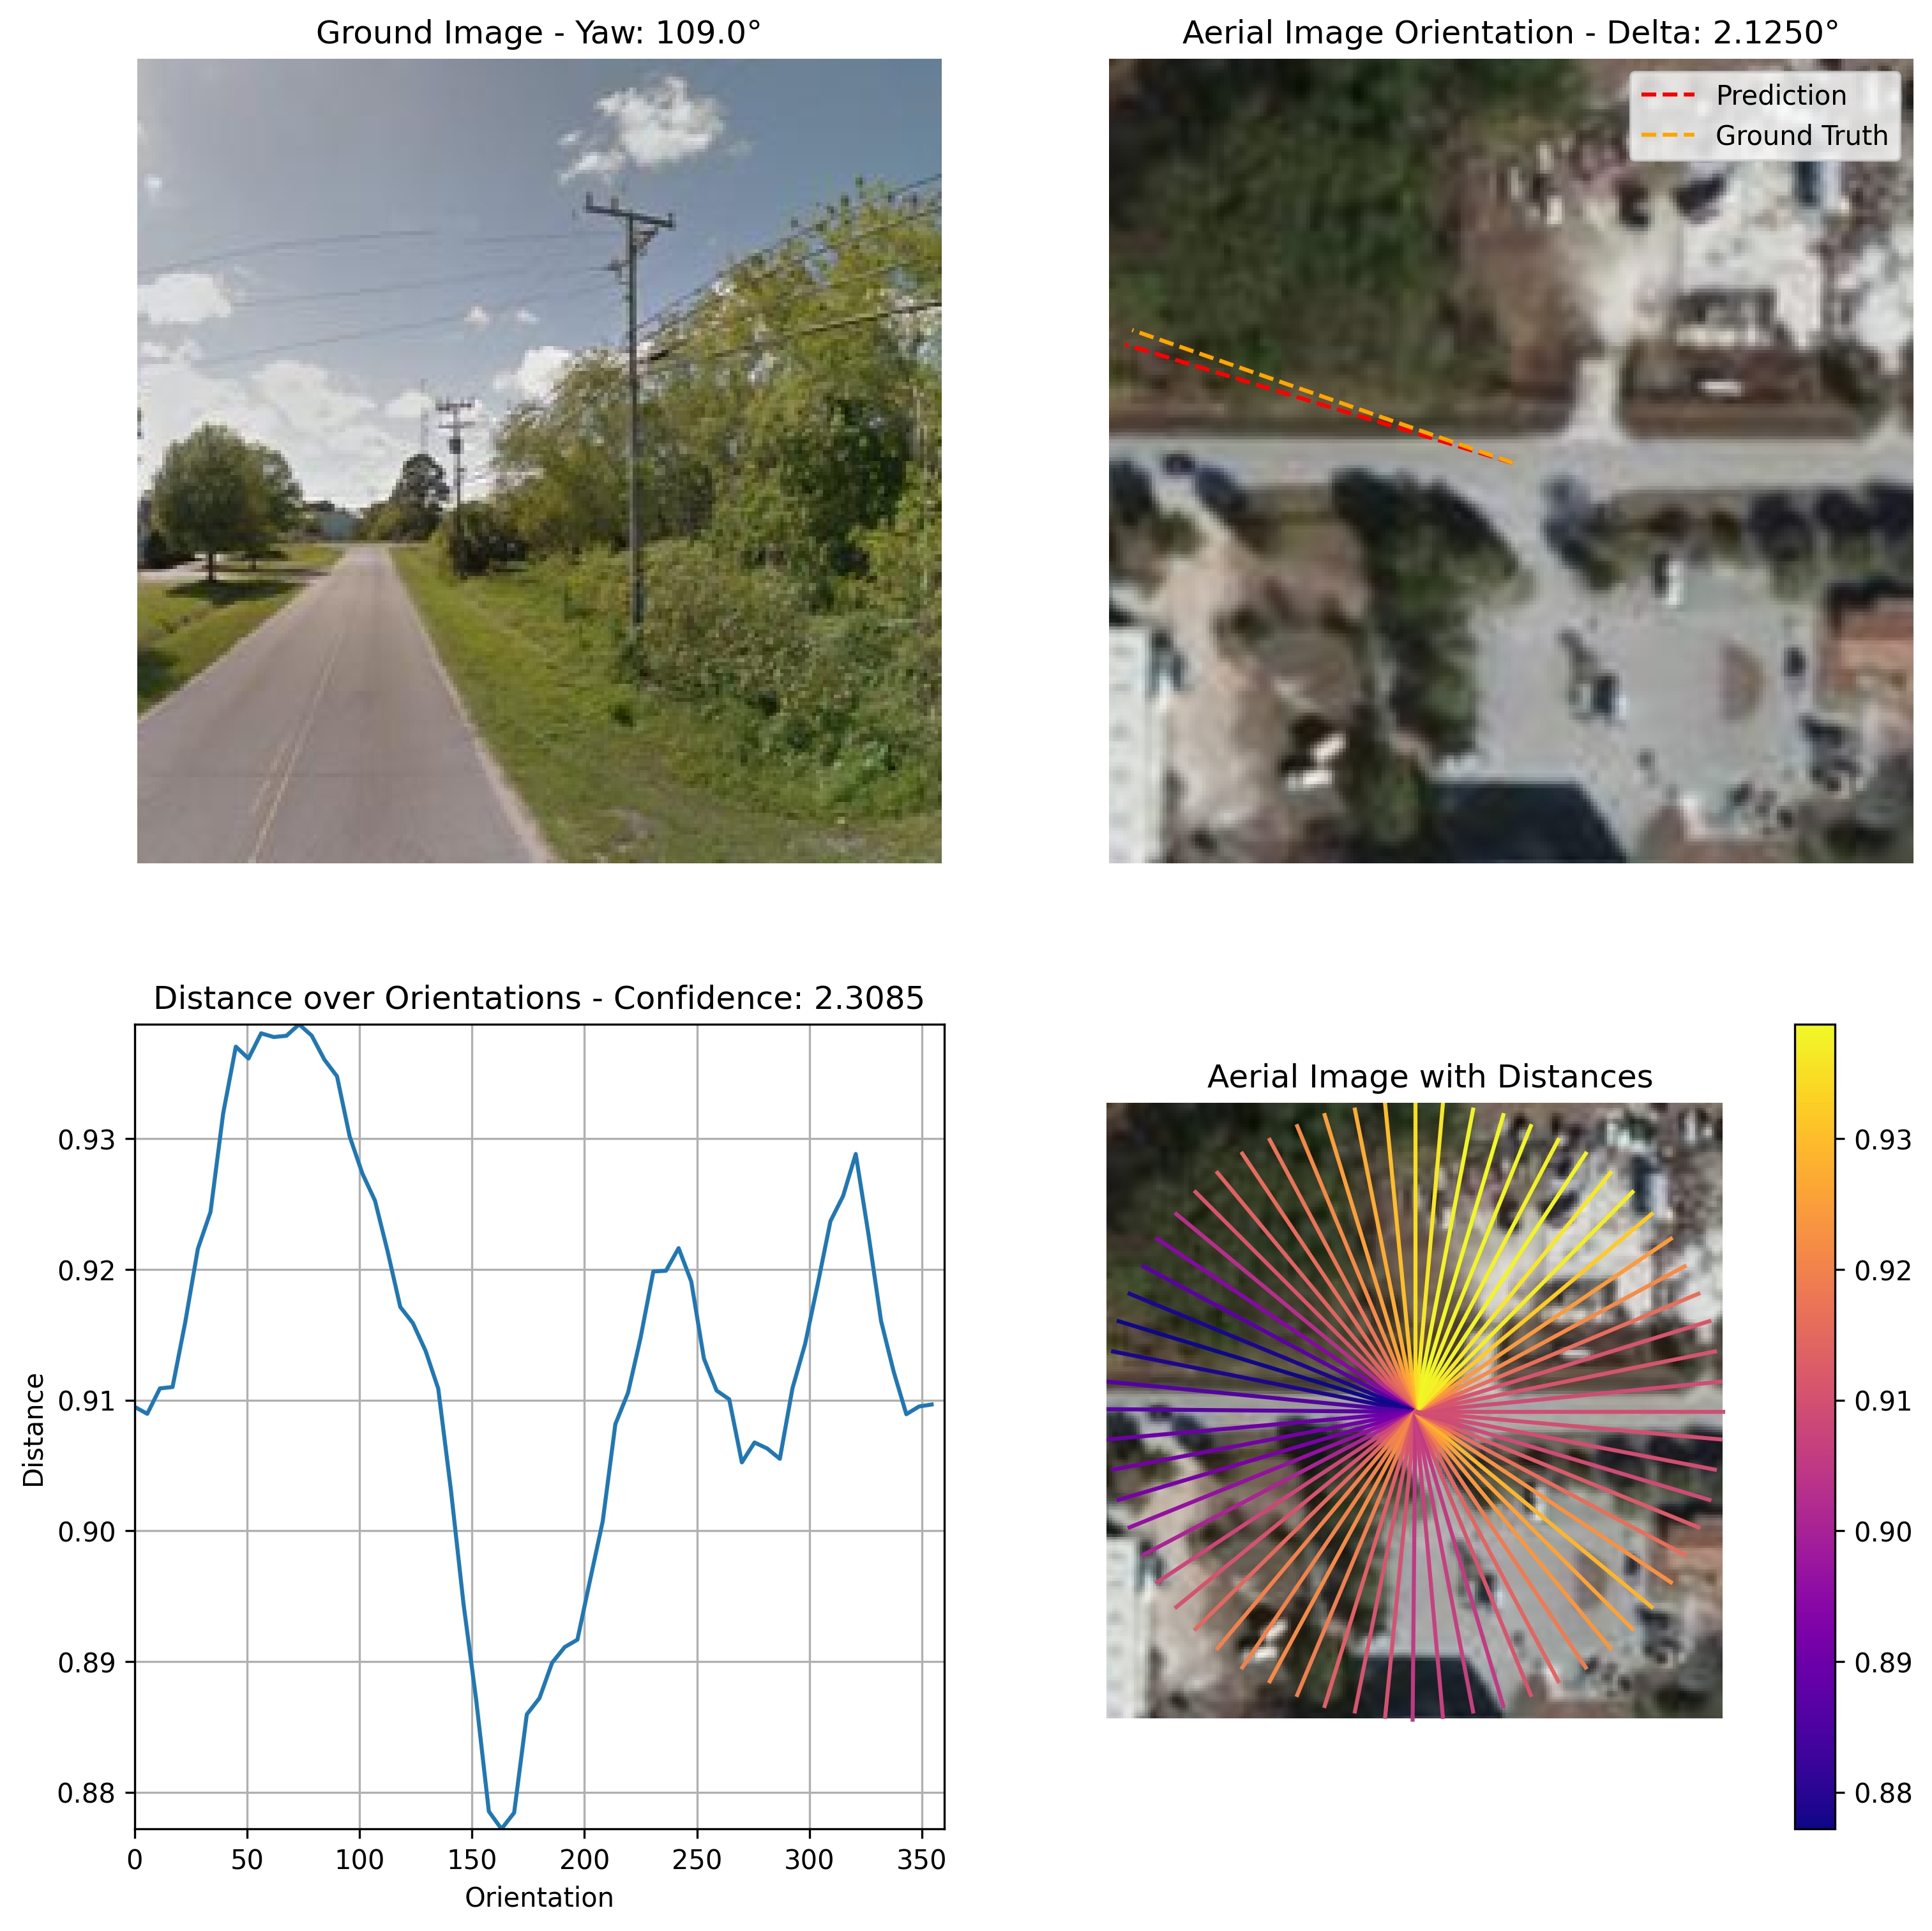 Ground Image - Yaw: 109.0°
Aerial Image Orientation - Delta: 2.1250°
Prediction
Ground Truth
Distance over Orientations - Confidence: 2.3085
0.93
0.92
0.91
0.90
0.89
0.88
Distance
0
50
100
150
200
250
300
350
Orientation
Aerial Image with Distances
0.93
0.92
0.91
0.90
0.89
0.88